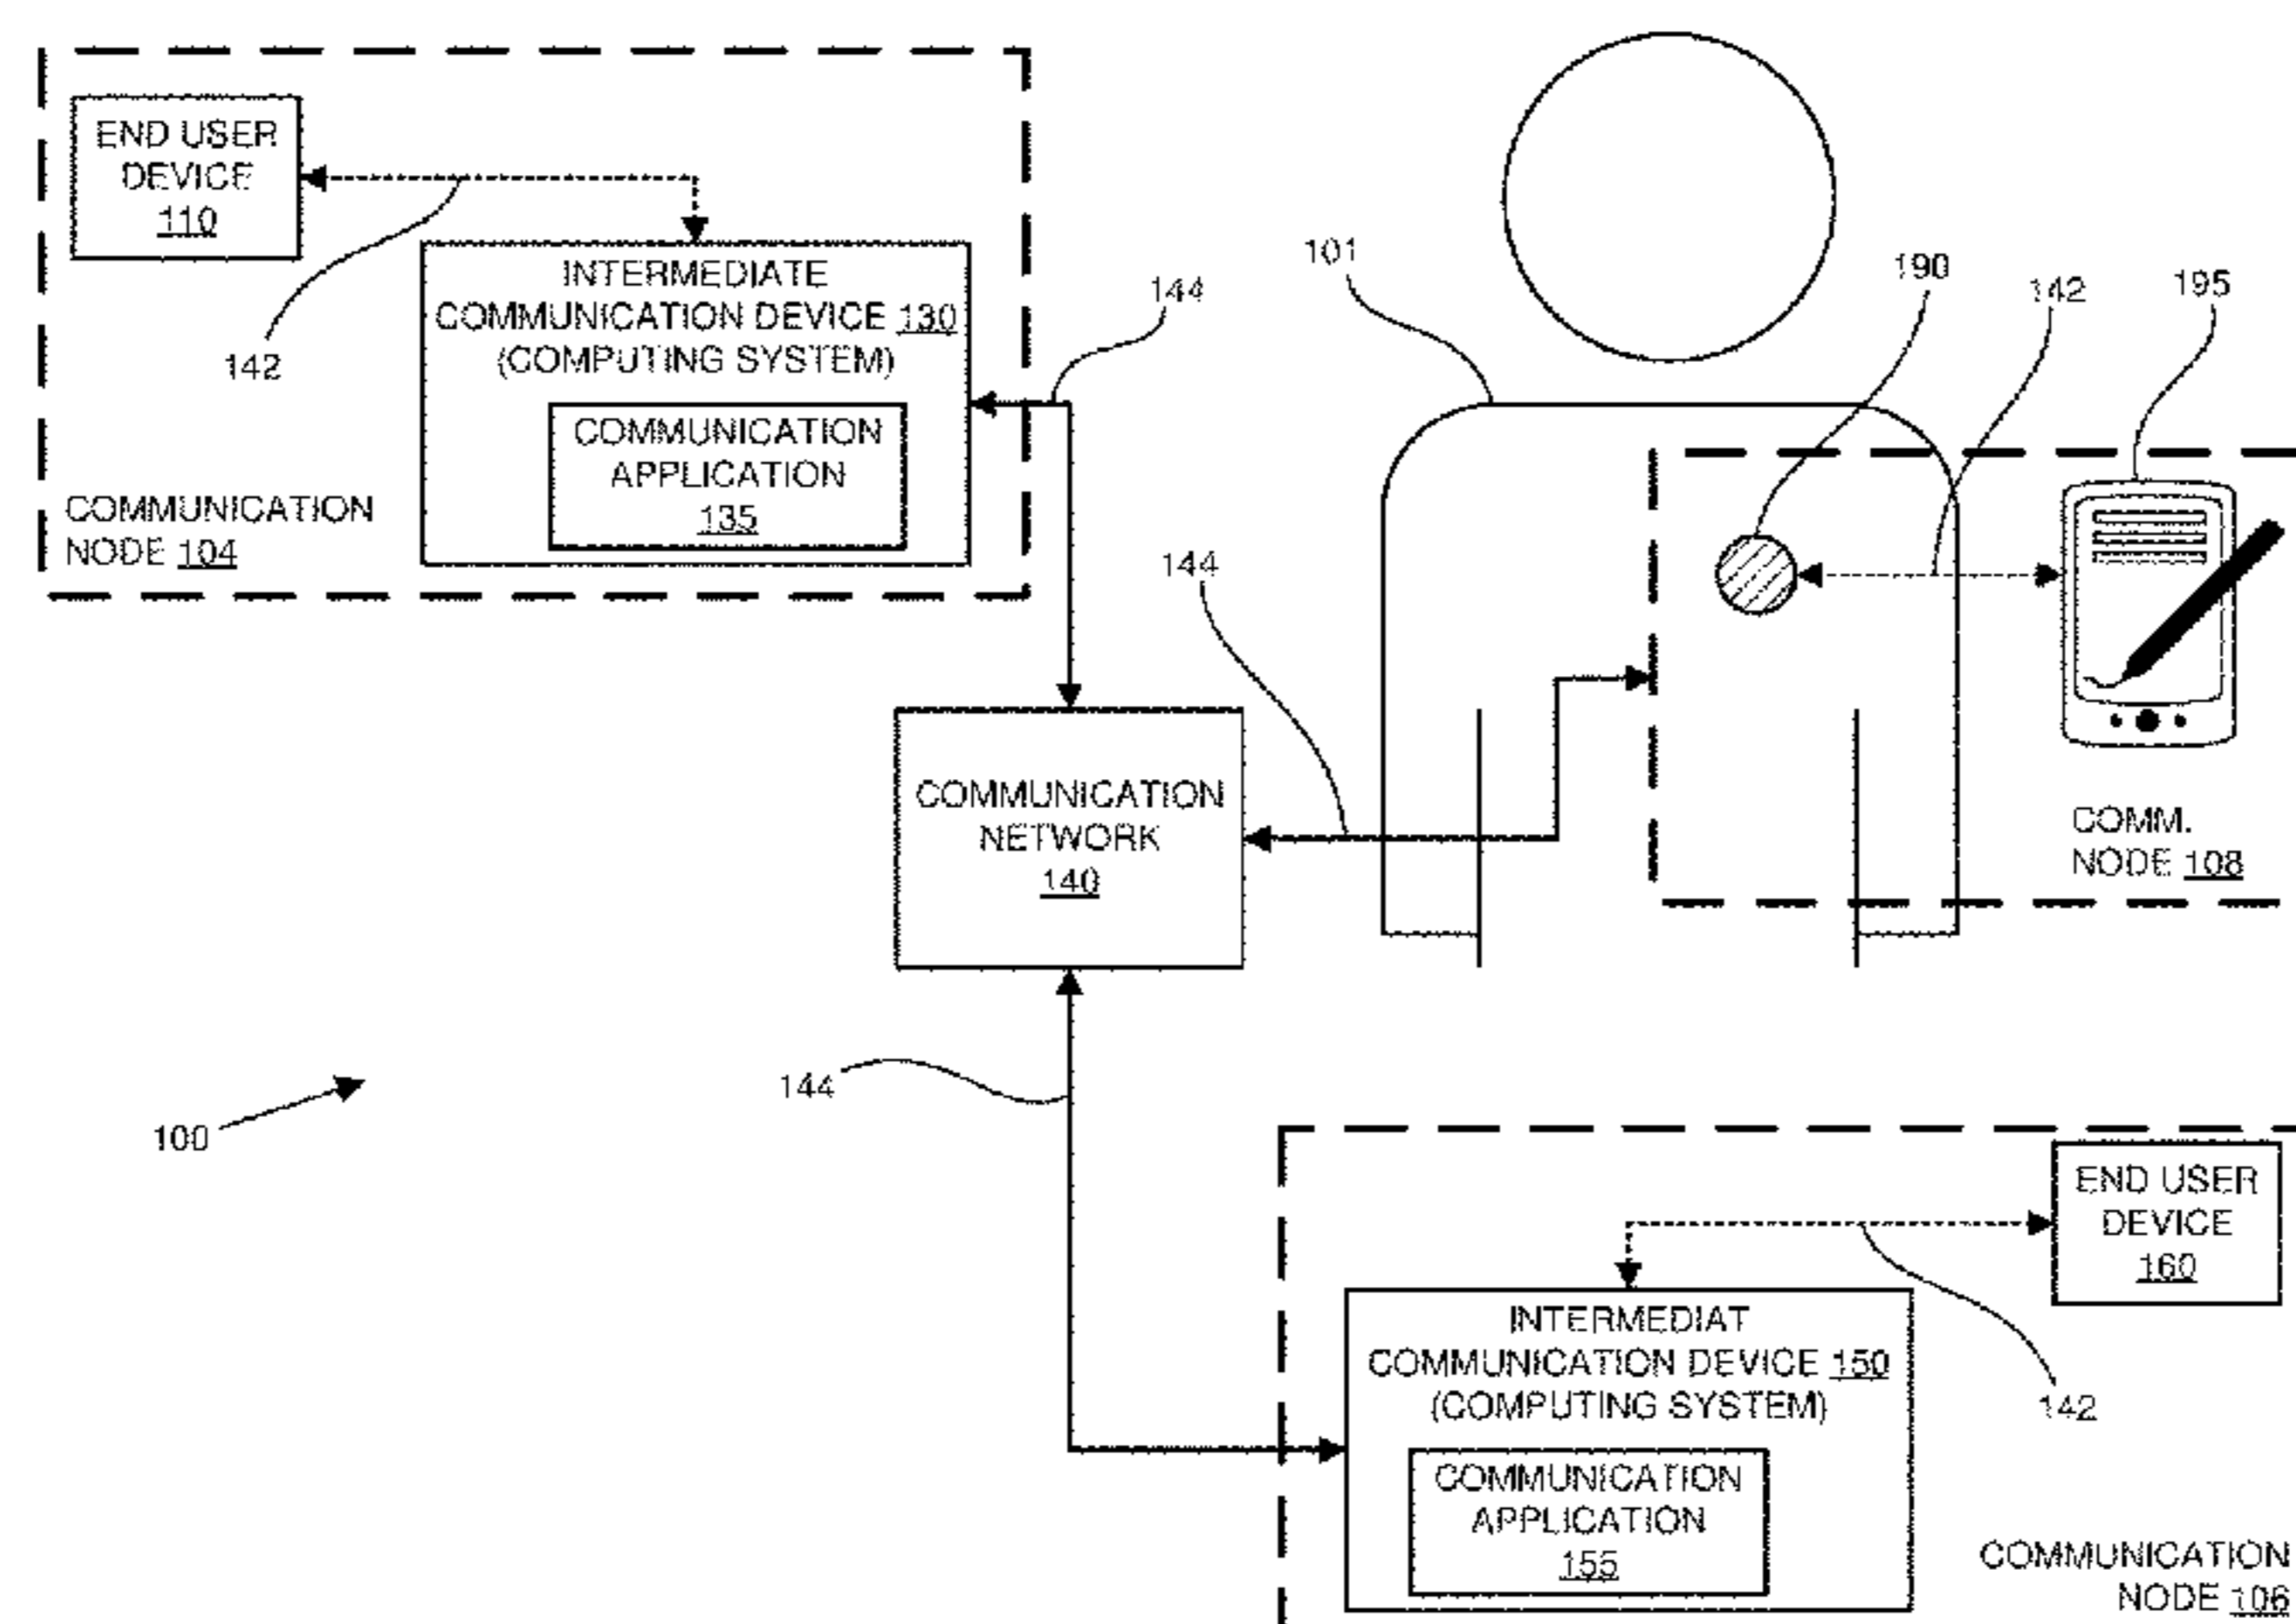 END USER
DEVICE
110
142
INTERMEDIATE
COMMUNICATION DEVICE 130
(COMPUTING SYSTEM)
COMMUNICATION
APPLICATION
135
COMMUNICATION
NODE 104
144
101
190
142
195
144
COMMUNICATION
NETWORK
140
COMM.
NODE 108
144
100
END USER
DEVICE
160
INTERMEDIAT
COMMUNICATION DEVICE 150
(COMPUTING SYSTEM)
142
COMMUNICATION
APPLICATION
155
COMMUNICATION
NODE 106